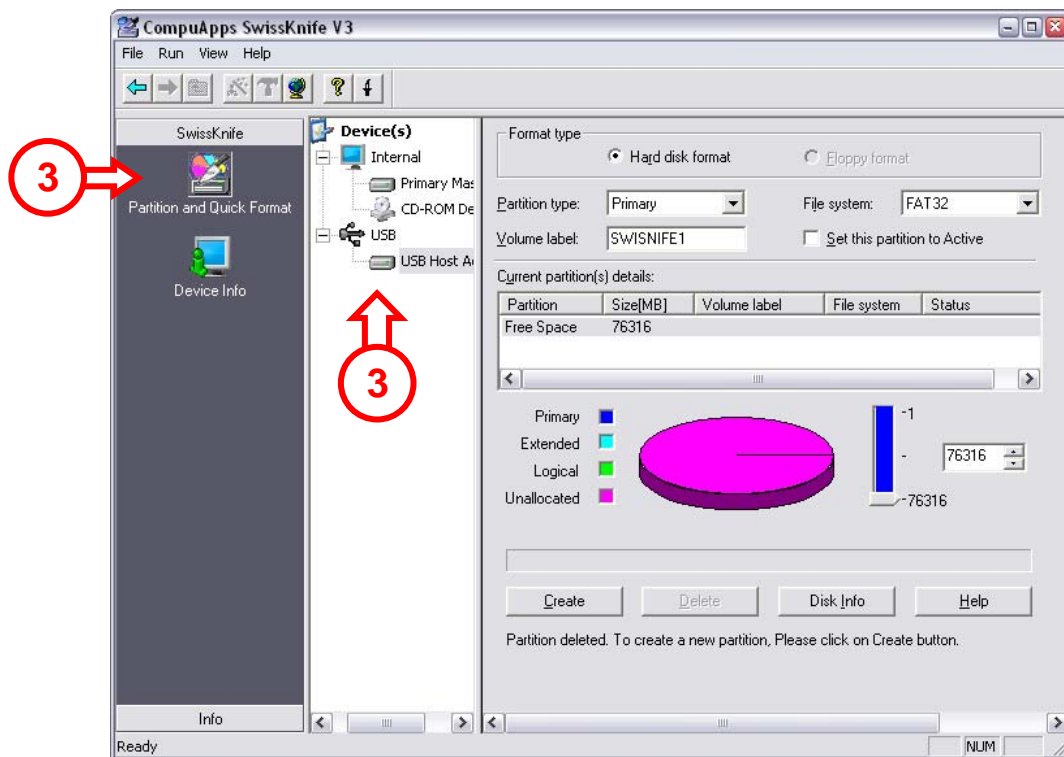 CompuApps SwissKnife V3
File Run View Help
SwissKnife
3
Partition and Quick Format
Device Info
Info
Device(s)
Internal
Primary Mas
CD-ROM De
USB
USB Host A
3
Format type
Hard disk format
Floppy format
Partition type: Primary File system: FAT32
Volume label: SWISNIFE1 Set this partition to Active
Current partition(s) details:
Partition Size[MB] Volume label File system Status
Free Space 76316
Primary
Extended
Logical
Unallocated
-1
-
76316
-76316
Create Delete Disk Info Help
Partition deleted. To create a new partition, Please click on Create button.
Ready NUM